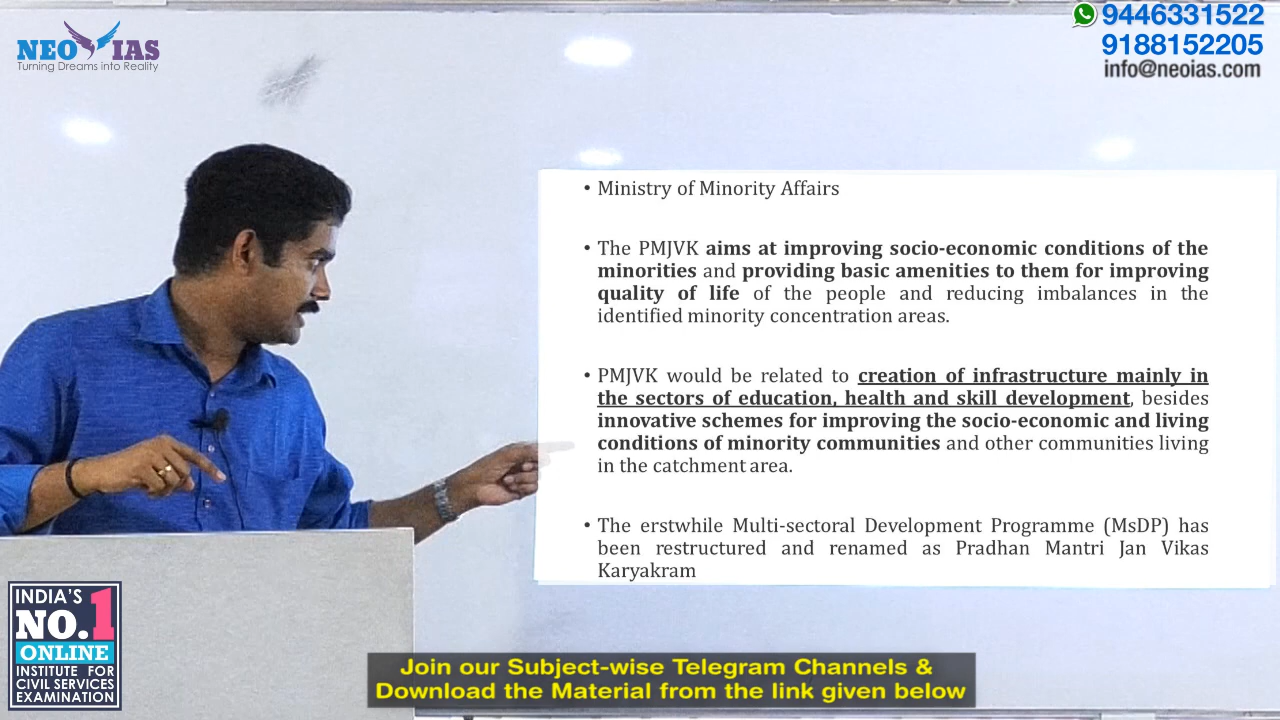 NEO IAS
Turning Dreams into Reality
9446331522
9188152205
info@neoias.com
• Ministry of Minority Affairs
• The PMJVK aims at improving socio-economic conditions of the
minorities and providing basic amenities to them for improving
quality of life of the people and reducing imbalances in the
identified minority concentration areas.
• PMJVK would be related to creation of infrastructure mainly in
the sectors of education, health and skill development, besides
innovative schemes for improving the socio-economic and living
conditions of minority communities and other communities living
in the catchment area.
• The erstwhile Multi-sectoral Development Programme (MsDP) has
been restructured and renamed as Pradhan Mantri Jan Vikas
Karyakram
INDIA'S
NO.1
ONLINE
INSTITUTE FOR
CIVIL SERVICES
EXAMINATION
Join our Subject-wise Telegram Channels &
Download the Material from the link given below